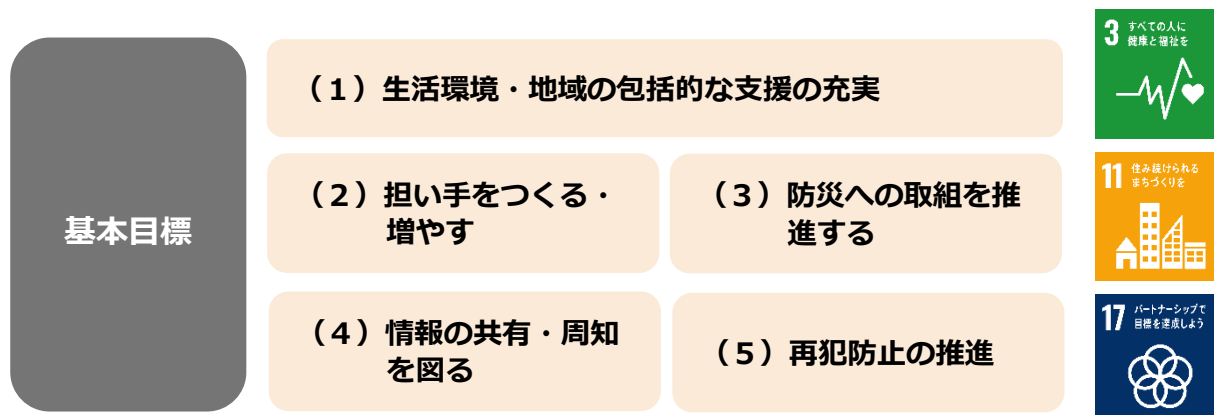 基本目標
（１）生活環境・地域の包括的な支援の充実
（２）担い手をつくる・
増やす
（３）防災への取組を推
進する
（４）情報の共有・周知
を図る
（５）再犯防止の推進
3 すべての人に
健康と福祉を
11 住み続けられる
まちづくりを
17 パートナーシップで
目標を達成しよう